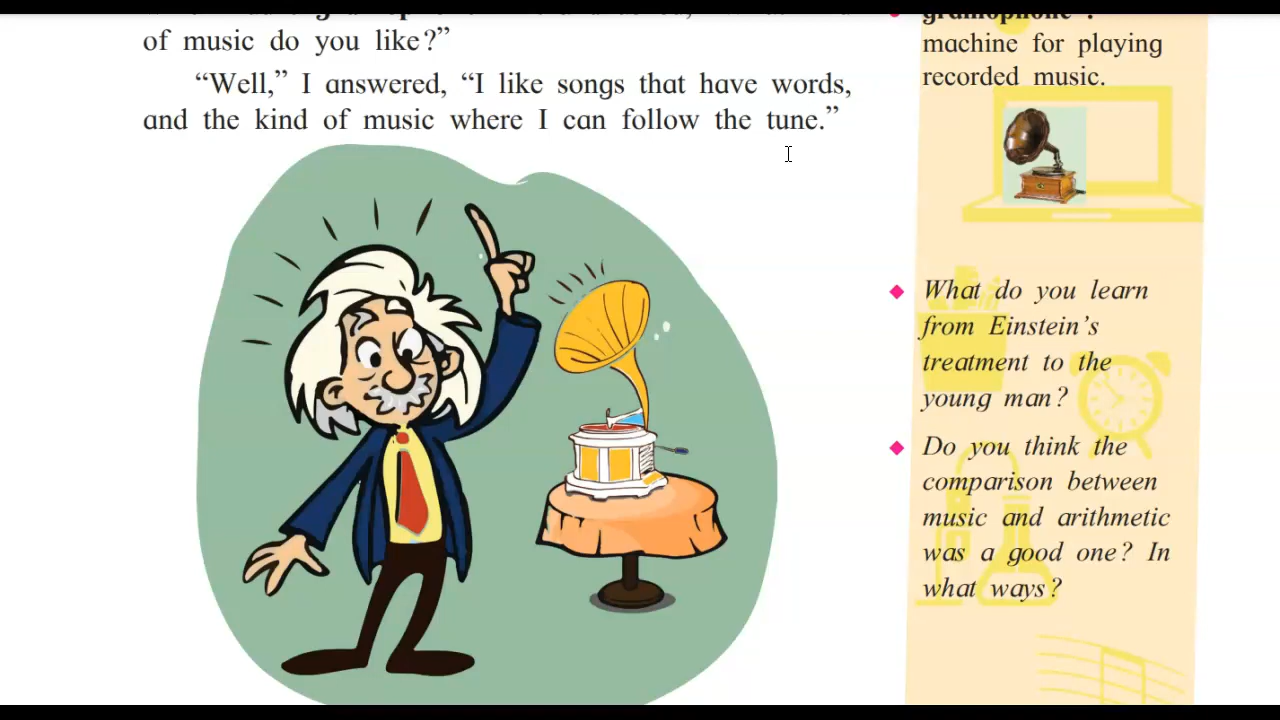 of music do you like?”
“Well,” I answered, “I like songs that have words,
and the kind of music where I can follow the tune.”
gramophone :
machine for playing
recorded music.
What do you learn
from Einstein’s
treatment to the
young man?
Do you think the
comparison between
music and arithmetic
was a good one? In
what ways?